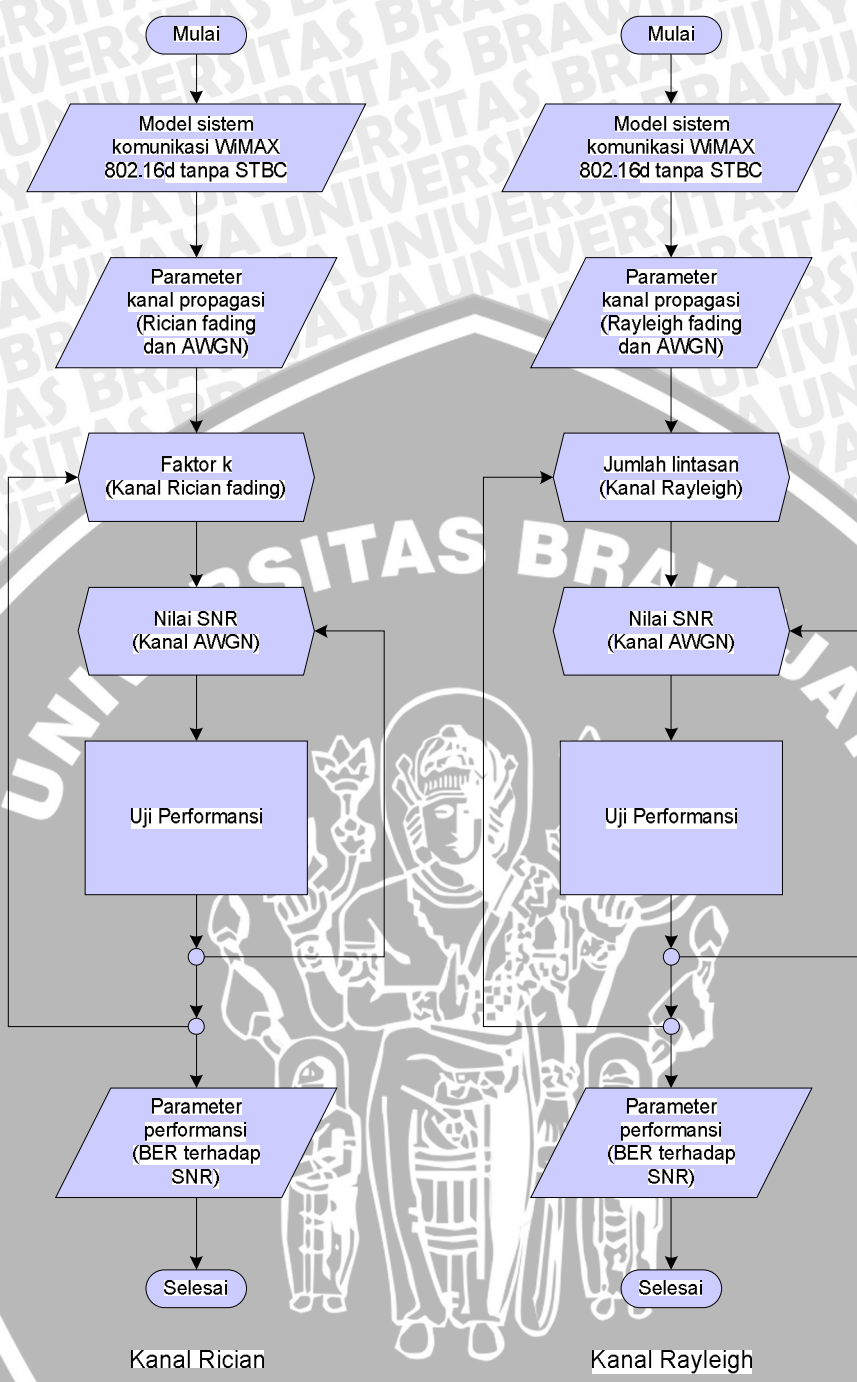 Mulai
Model sistem
komunikasi WiMAX
802.16d tanpa STBC
Parameter
kanal propagasi
(Rician fading
dan AWGN)
Faktor k
(Kanal Rician fading)
Nilai SNR
(Kanal AWGN)
Uji Performansi
Parameter
performansi
(BER terhadap
SNR)
Selesai
Kanal Rician
Mulai
Model sistem
komunikasi WiMAX
802.16d tanpa STBC
Parameter
kanal propagasi
(Rayleigh fading
dan AWGN)
Jumlah lintasan
(Kanal Rayleigh)
Nilai SNR
(Kanal AWGN)
Uji Performansi
Parameter
performansi
(BER terhadap
SNR)
Selesai
Kanal Rayleigh
UNIVERSITAS BRAWIJAYA